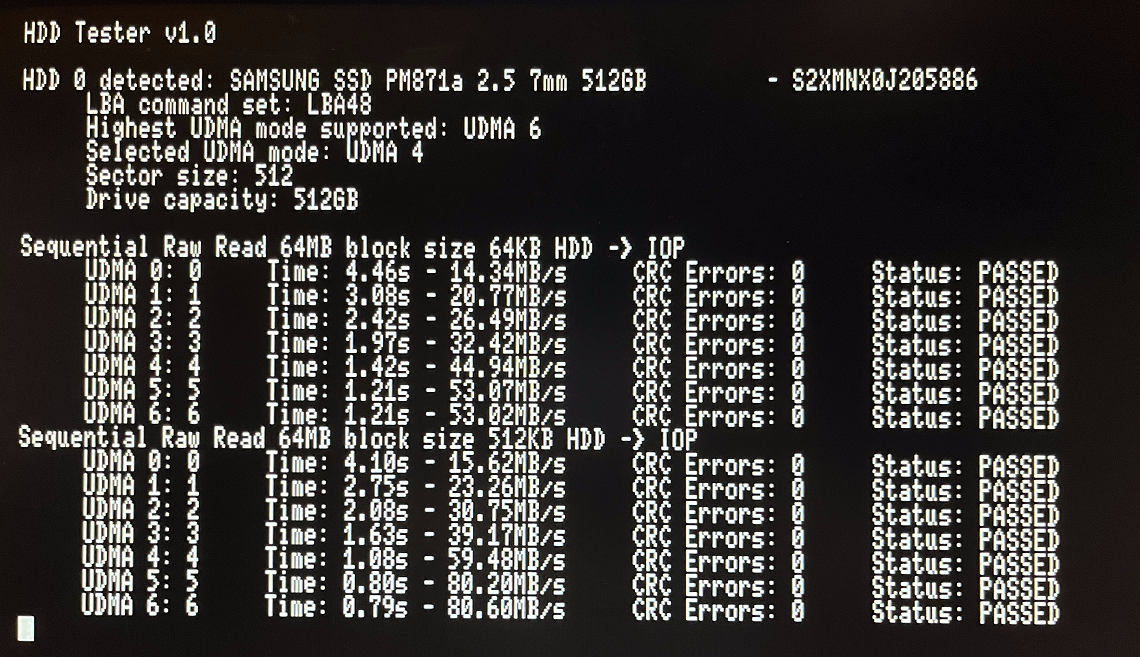 HDD Tester v1.0
HDD 0 detected: SAMSUNG SSD PM871a 2.5 7mm 512GB - S2XMNX0J205886
LBA command set: LBA48
Highest UDMA mode supported: UDMA 6
Selected UDMA mode: UDMA 4
Sector size: 512
Drive capacity: 512GB
Sequential Raw Read 64MB block size 64KB HDD -> IOP
UDMA 0: 0 Time: 4.46s - 14.34MB/s CRC Errors: 0 Status: PASSED
UDMA 1: 1 Time: 3.08s - 20.77MB/s CRC Errors: 0 Status: PASSED
UDMA 2: 2 Time: 2.42s - 26.49MB/s CRC Errors: 0 Status: PASSED
UDMA 3: 3 Time: 1.97s - 32.42MB/s CRC Errors: 0 Status: PASSED
UDMA 4: 4 Time: 1.42s - 44.94MB/s CRC Errors: 0 Status: PASSED
UDMA 5: 5 Time: 1.21s - 53.07MB/s CRC Errors: 0 Status: PASSED
UDMA 6: 6 Time: 1.21s - 53.02MB/s CRC Errors: 0 Status: PASSED
Sequential Raw Read 64MB block size 512KB HDD -> IOP
UDMA 0: 0 Time: 4.10s - 15.62MB/s CRC Errors: 0 Status: PASSED
UDMA 1: 1 Time: 2.75s - 23.26MB/s CRC Errors: 0 Status: PASSED
UDMA 2: 2 Time: 2.08s - 30.75MB/s CRC Errors: 0 Status: PASSED
UDMA 3: 3 Time: 1.63s - 39.17MB/s CRC Errors: 0 Status: PASSED
UDMA 4: 4 Time: 1.08s - 59.48MB/s CRC Errors: 0 Status: PASSED
UDMA 5: 5 Time: 0.80s - 80.20MB/s CRC Errors: 0 Status: PASSED
UDMA 6: 6 Time: 0.79s - 80.60MB/s CRC Errors: 0 Status: PASSED